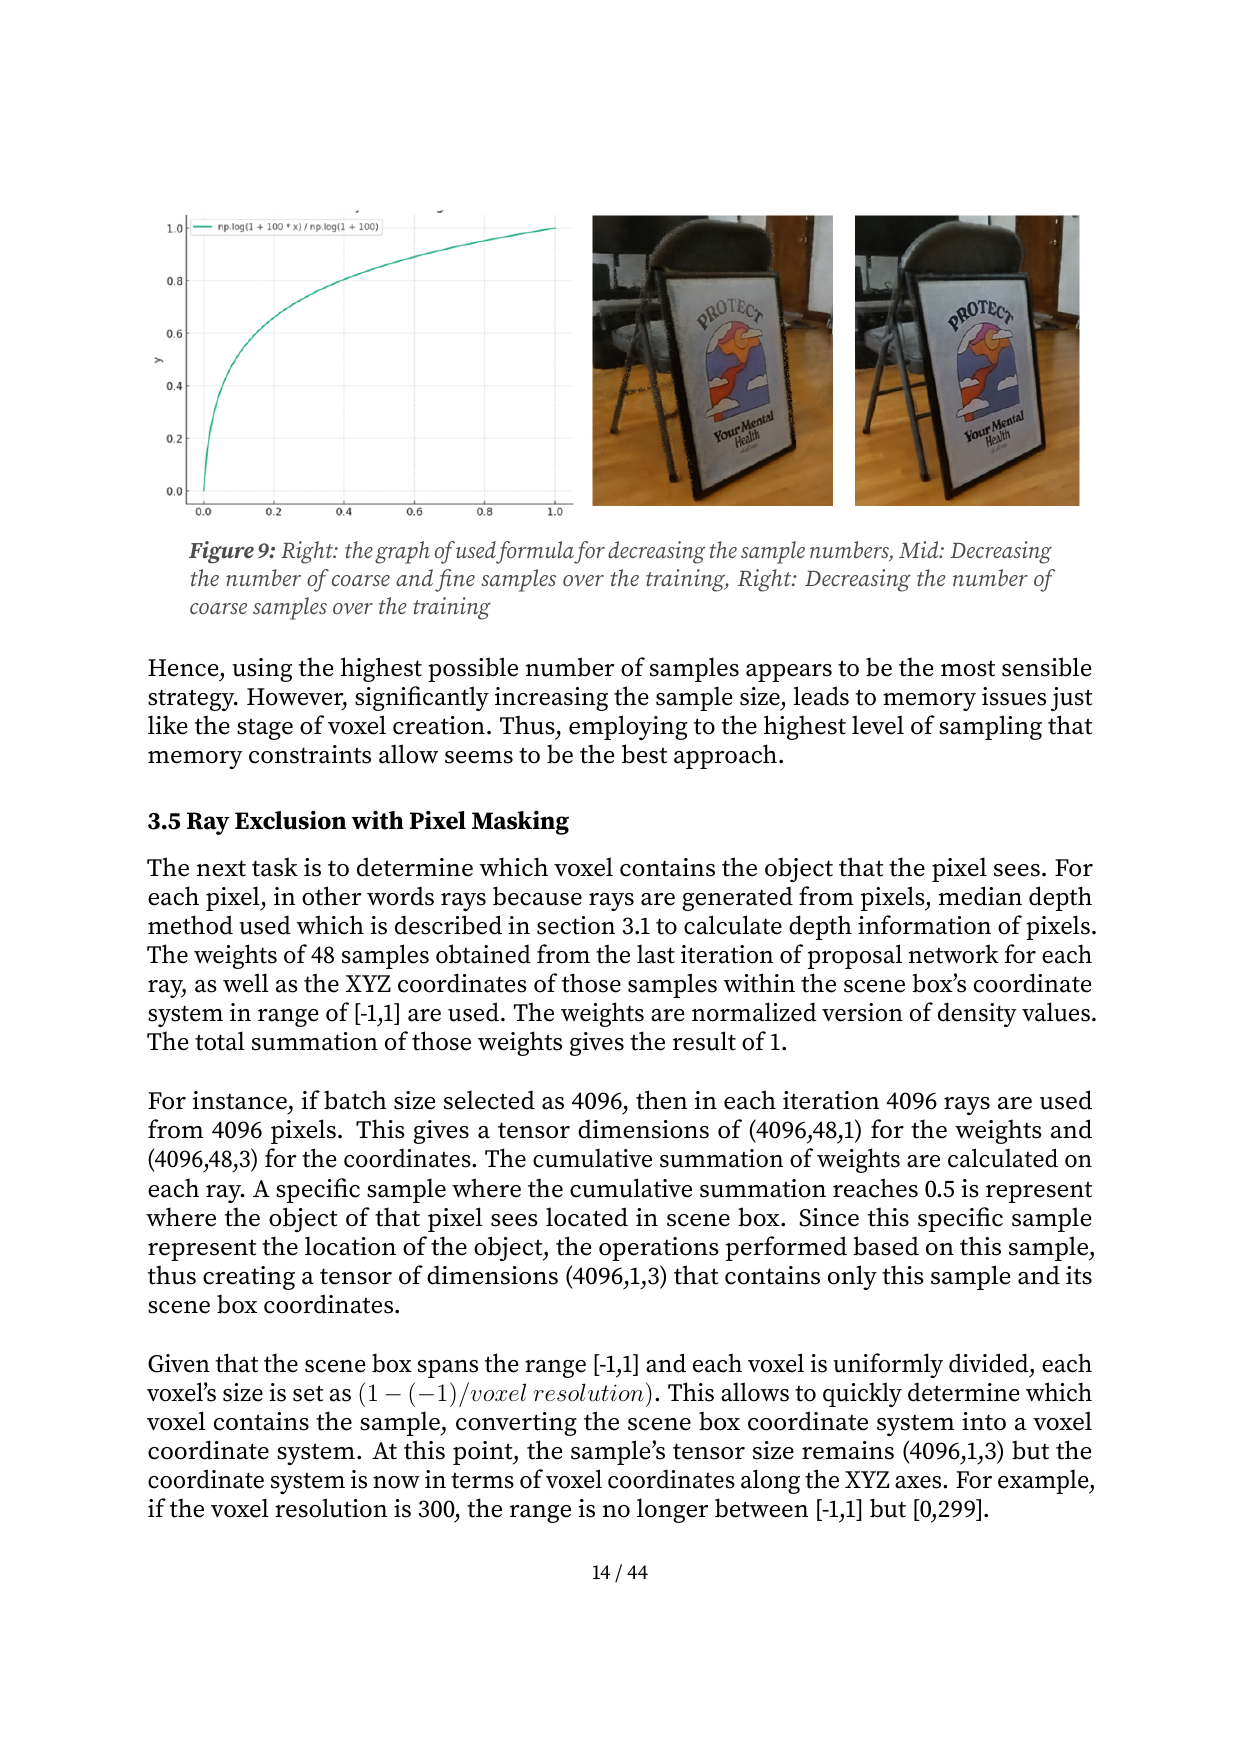 1.0
np.log(1 + 100 * x) / np.log(1 + 100)
0.8
0.6
y
0.4
0.2
0.0
0.0 0.2 0.4 0.6 0.8 1.0
PROTECT
Your Mental
Health
PROTECT
Your Mental
Health
Figure 9: Right: the graph of used formula for decreasing the sample numbers, Mid: Decreasing
the number of coarse and fine samples over the training, Right: Decreasing the number of
coarse samples over the training
Hence, using the highest possible number of samples appears to be the most sensible
strategy. However, significantly increasing the sample size, leads to memory issues just
like the stage of voxel creation. Thus, employing to the highest level of sampling that
memory constraints allow seems to be the best approach.
3.5 Ray Exclusion with Pixel Masking
The next task is to determine which voxel contains the object that the pixel sees. For
each pixel, in other words rays because rays are generated from pixels, median depth
method used which is described in section 3.1 to calculate depth information of pixels.
The weights of 48 samples obtained from the last iteration of proposal network for each
ray, as well as the XYZ coordinates of those samples within the scene box's coordinate
system in range of [-1,1] are used. The weights are normalized version of density values.
The total summation of those weights gives the result of 1.
For instance, if batch size selected as 4096, then in each iteration 4096 rays are used
from 4096 pixels. This gives a tensor dimensions of (4096,48,1) for the weights and
(4096,48,3) for the coordinates. The cumulative summation of weights are calculated on
each ray. A specific sample where the cumulative summation reaches 0.5 is represent
where the object of that pixel sees located in scene box. Since this specific sample
represent the location of the object, the operations performed based on this sample,
thus creating a tensor of dimensions (4096,1,3) that contains only this sample and its
scene box coordinates.
Given that the scene box spans the range [-1,1] and each voxel is uniformly divided, each
voxel's size is set as (1 − (−1)/voxel resolution). This allows to quickly determine which
voxel contains the sample, converting the scene box coordinate system into a voxel
coordinate system. At this point, the sample's tensor size remains (4096,1,3) but the
coordinate system is now in terms of voxel coordinates along the XYZ axes. For example,
if the voxel resolution is 300, the range is no longer between [-1,1] but [0,299].
14 / 44